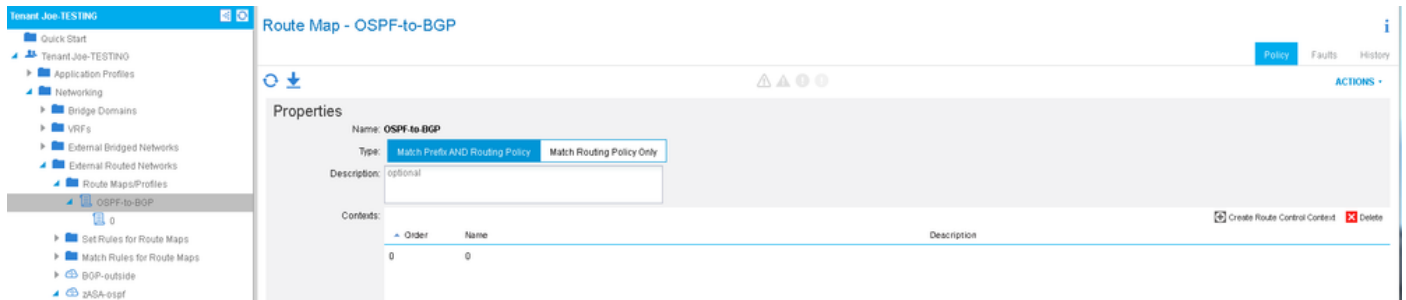 Tenant Joe-TESTING
Quick Start
Tenant Joe-TESTING
Application Profiles
Networking
Bridge Domains
VRFs
External Bridged Networks
External Routed Networks
Route Maps/Profiles
OSPF-to-BGP
0
Set Rules for Route Maps
Match Rules for Route Maps
BGP-outside
zASA-ospf
Route Map - OSPF-to-BGP
i
Policy Faults History
ACTIONS
Properties
Name: OSPF-to-BGP
Type: Match Prefix AND Routing Policy Match Routing Policy Only
Description: optional
Contexts:
Create Route Control Context Delete
Order Name Description
0 0